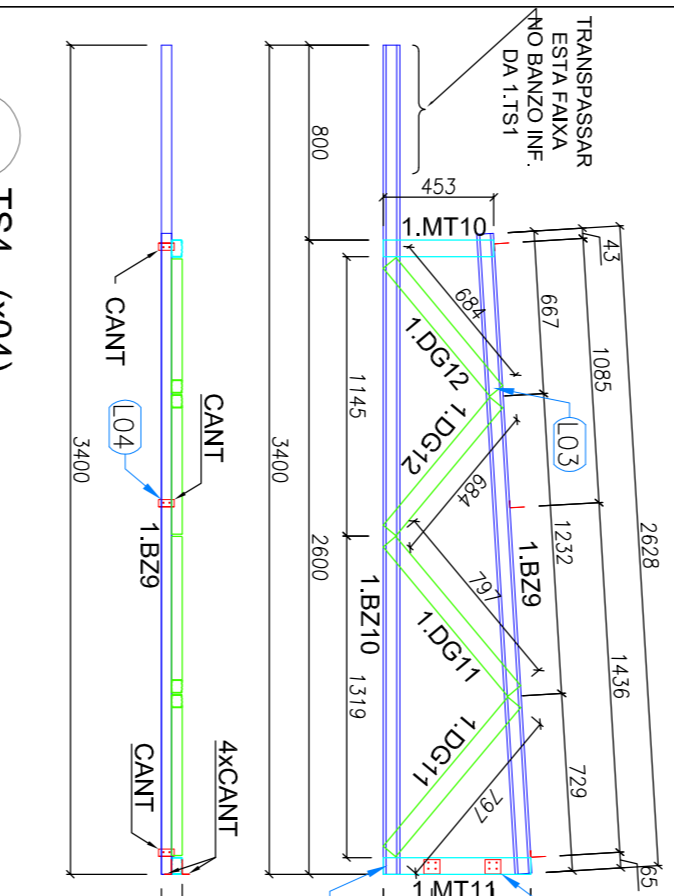 TRANSPASSAR
ESTA FAIXA
NO BANZO INF.
DA 1.TS1
800
453
1.MT10
43
2628
667
1085
684
1.DG12
L03
1145
1.DG12
684
3400
2600
1232
1.BZ9
797
1436
1.BZ10
1.DG11
1319
1.DG11
729
797
65
1.MT11
CANT
CANT
L04
3400
1.BZ9
CANT
4xCANT